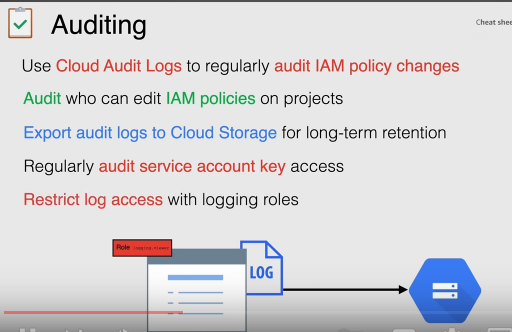 Auditing
Cheat shee
Use Cloud Audit Logs to regularly audit IAM policy changes
Audit who can edit IAM policies on projects
Export audit logs to Cloud Storage for long-term retention
Regularly audit service account key access
Restrict log access with logging roles
Role logging.viewer
LOG